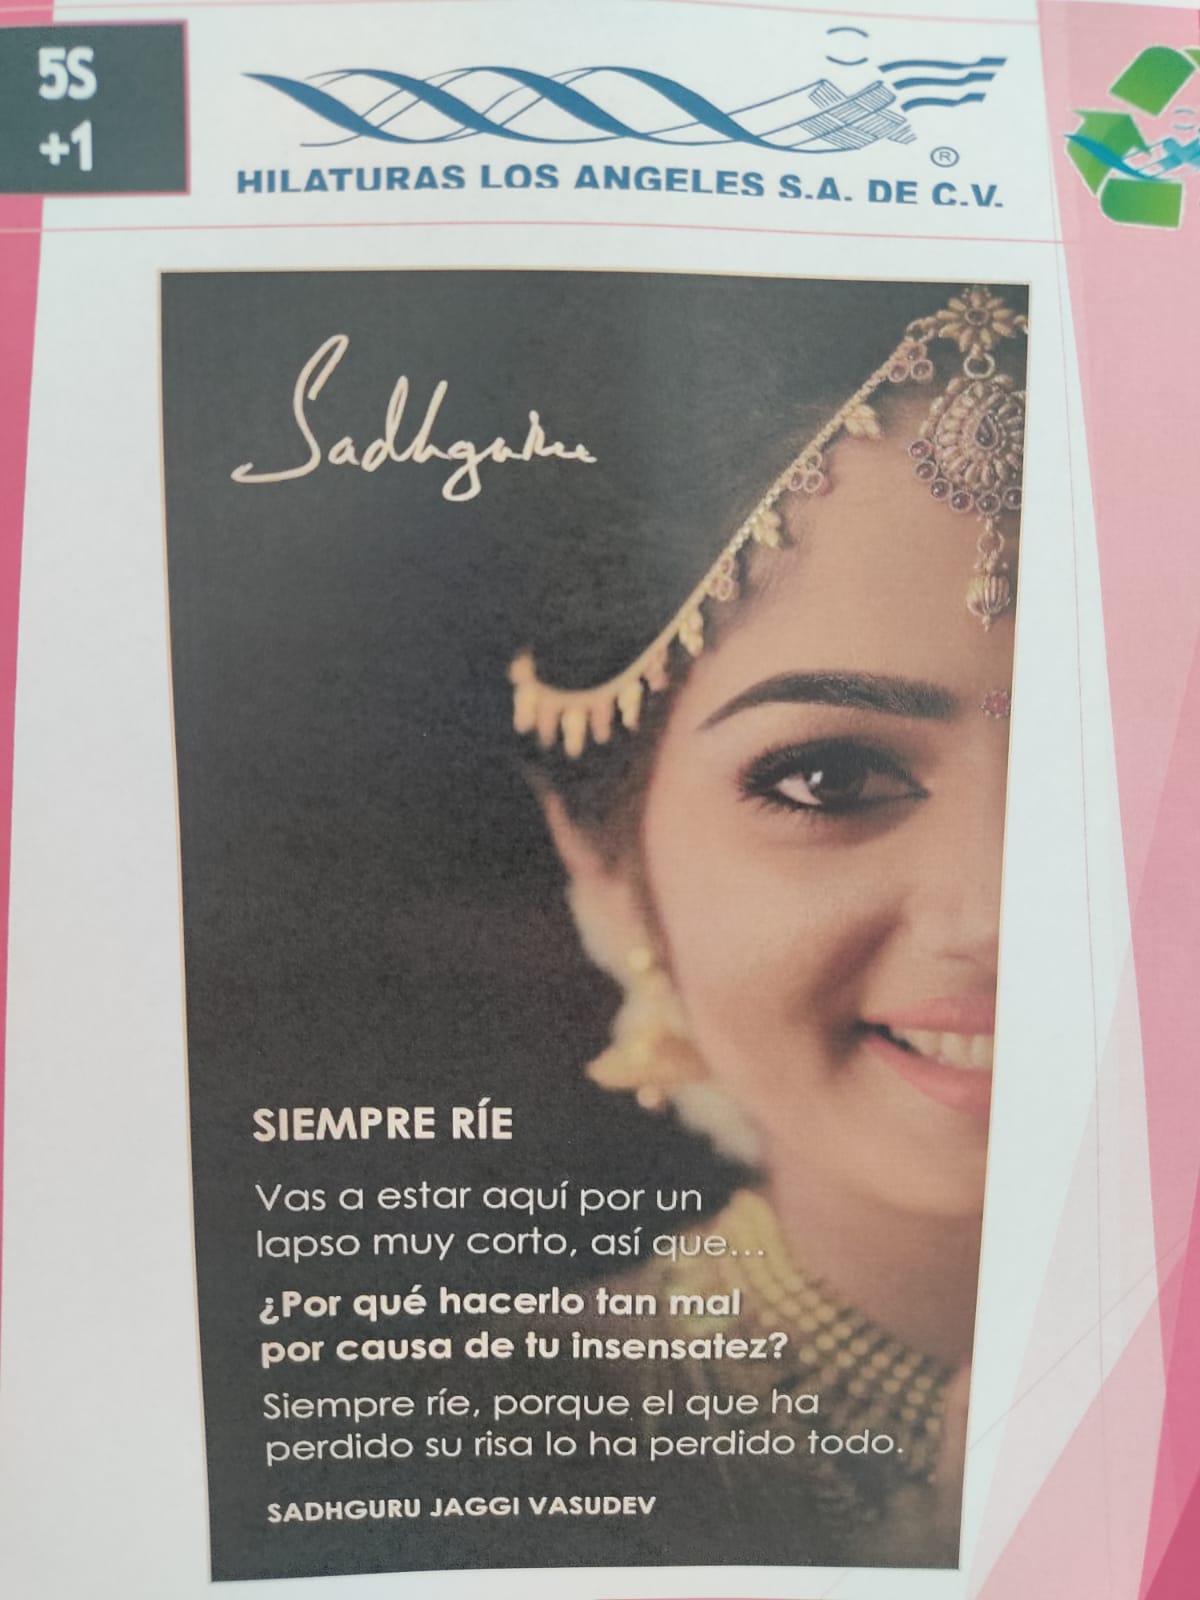 5S
+1
HILATURAS LOS ANGELES S.A. DE C.V.
®
Sadhguru
SIEMPRE RÍE
Vas a estar aquí por un
lapso muy corto, así que...
¿Por qué hacerlo tan mal
por causa de tu insensatez?
Siempre ríe, porque el que ha
perdido su risa lo ha perdido todo.
SADHGURU JAGGI VASUDEV